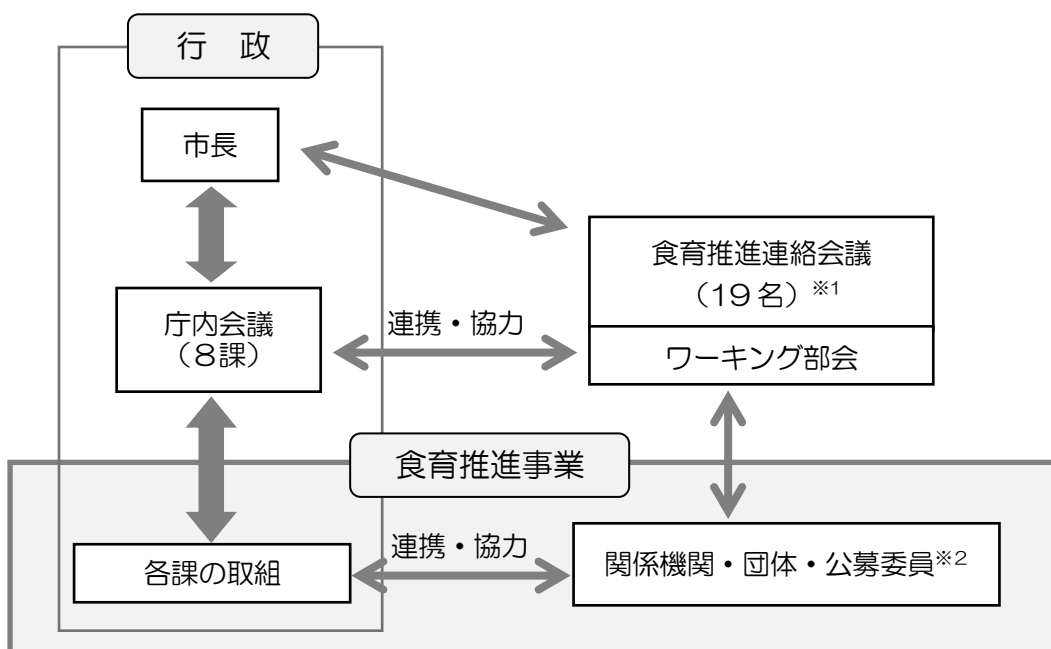 行　政
市長
食育推進連絡会議
（19名）※1
庁内会議
（8課）
連携・協力
ワーキング部会
食育推進事業
各課の取組
連携・協力
関係機関・団体・公募委員※2